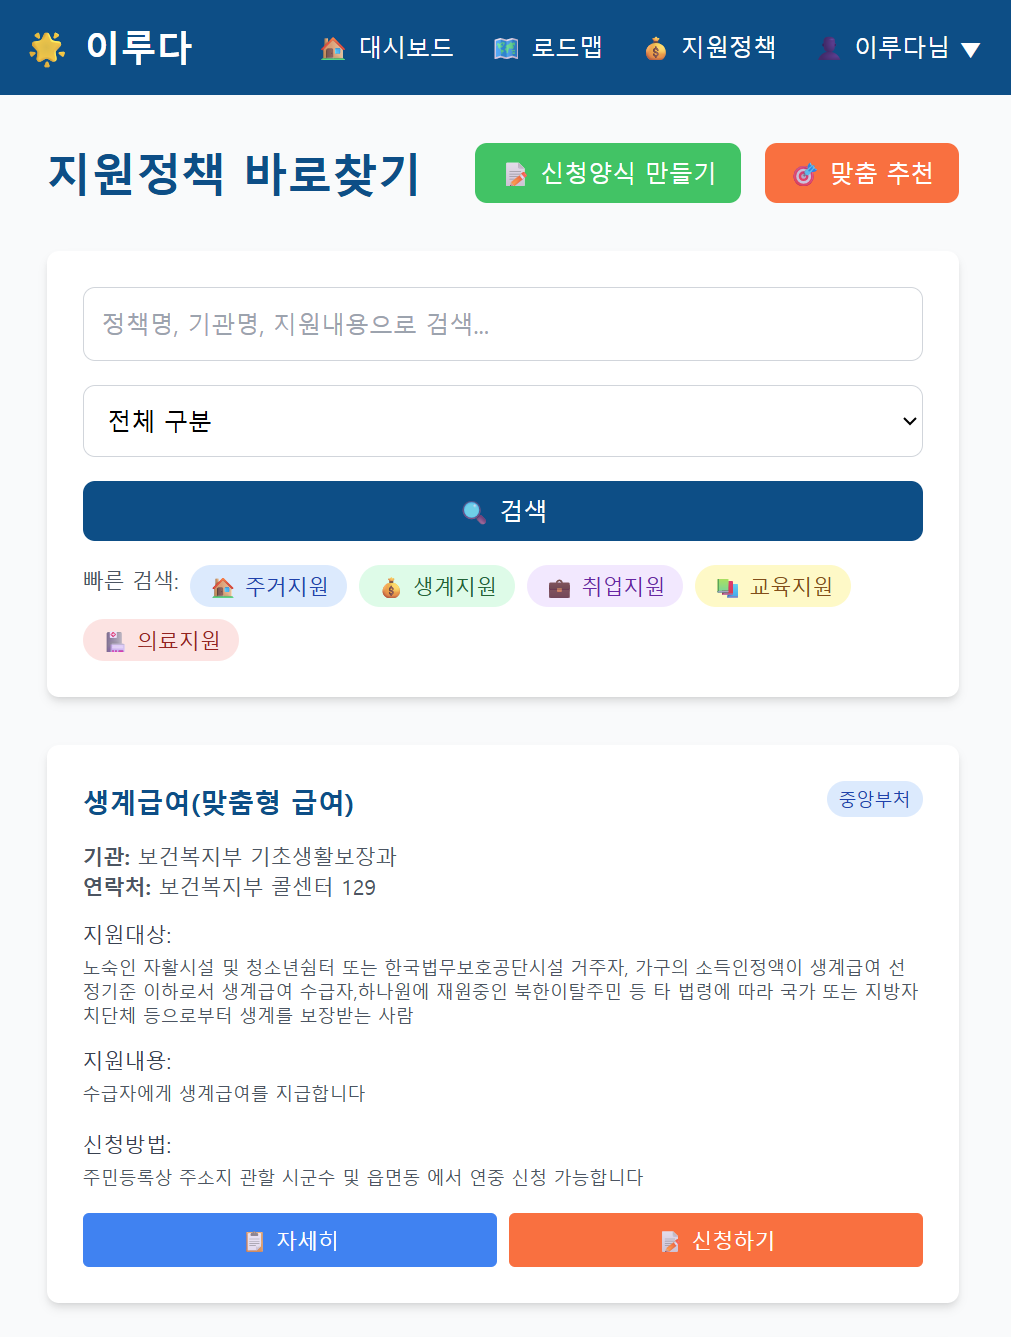 이루다
대시보드 로드맵 지원정책 이루다님 ▼
지원정책 바로찾기
신청양식 만들기
맞춤 추천
정책명, 기관명, 지원내용으로 검색...
전체 구분
검색
빠른 검색: 주거지원 생계지원 취업지원 교육지원
의료지원
생계급여(맞춤형 급여)
중앙부처
기관: 보건복지부 기초생활보장과
연락처: 보건복지부 콜센터 129
지원대상:
노숙인 자활시설 및 청소년쉼터 또는 한국법무보호공단시설 거주자, 가구의 소득인정액이 생계급여 선
정기준 이하로서 생계급여 수급자,하나원에 재원중인 북한이탈주민 등 타 법령에 따라 국가 또는 지방자
치단체 등으로부터 생계를 보장받는 사람
지원내용:
수급자에게 생계급여를 지급합니다
신청방법:
주민등록상 주소지 관할 시군수 및 읍면동 에서 연중 신청 가능합니다
자세히
신청하기